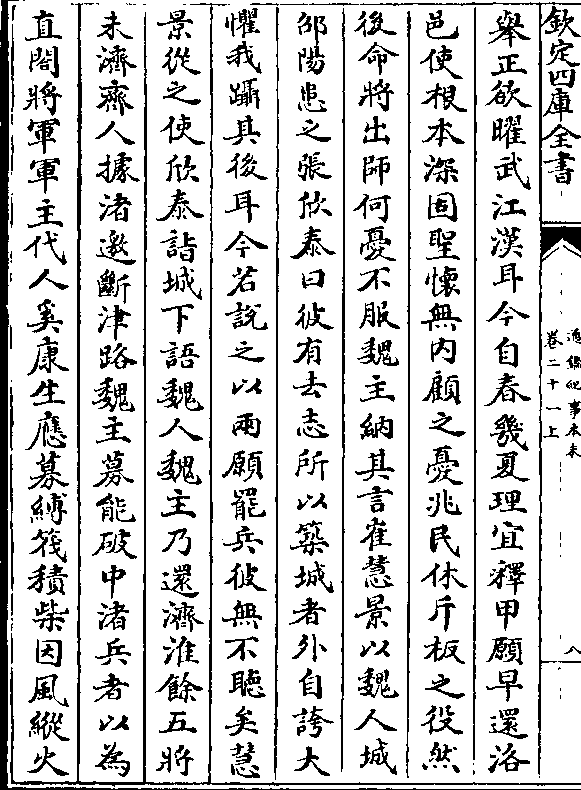 欽定四庫全書
通鑑紀事本末
卷二十一上
八
舉正欲曜武江漢耳今自春幾夏理宜釋甲願早還洛
邑使根本深固聖懷無内顧之憂兆民休斤板之役然
後命將出師何憂不服魏主納其言崔慧景以魏人城
邵陽患之張欣泰曰彼有去志所以築城者外自誇大
懼我躡其後耳今若説之以兩願罷兵彼無不聽矣慧
景從之使欣泰詣城下語魏人魏主乃還濟淮餘五將
未濟齊人據渚邀斷津路魏主募能破中渚兵者以為
直閤將軍軍主代人奚康生應募縛筏積柴因風縱火